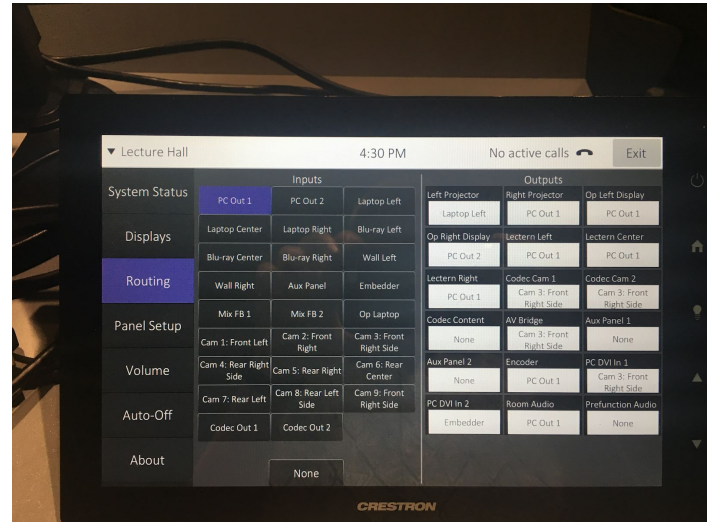 ▼ Lecture Hall 4:30 PM No active calls Exit
System Status
Displays
Routing
Panel Setup
Volume
Auto-Off
About
Inputs
PC Out 1 PC Out 2 Laptop Left
Laptop Center Laptop Right Blu-ray Left
Blu-ray Center Blu-ray Right Wall Left
Wall Right Aux Panel Embedder
Mix FB 1 Mix FB 2 Op Laptop
Cam 1: Front Left Cam 2: Front Right Cam 3: Front Right Side
Cam 4: Rear Right Side Cam 5: Rear Right Cam 6: Rear Center
Cam 7: Rear Left Cam 8: Rear Left Side Cam 9: Front Right Side
Codec Out 1 Codec Out 2
None
Outputs
Left Projector Right Projector Op Left Display
Laptop Left PC Out 1 PC Out 1
Op Right Display Lectern Left Lectern Center
PC Out 2 PC Out 1 PC Out 1
Lectern Right Codec Cam 1 Codec Cam 2
PC Out 1 Cam 3: Front Right Side Cam 3: Front Right Side
Codec Content AV Bridge Aux Panel 1
None Cam 3: Front Right Side None
Aux Panel 2 Encoder PC DVI In 1
None PC Out 1 Cam 3: Front Right Side
PC DVI In 2 Room Audio Prefunction Audio
Embedder PC Out 1 None
CRESTRON